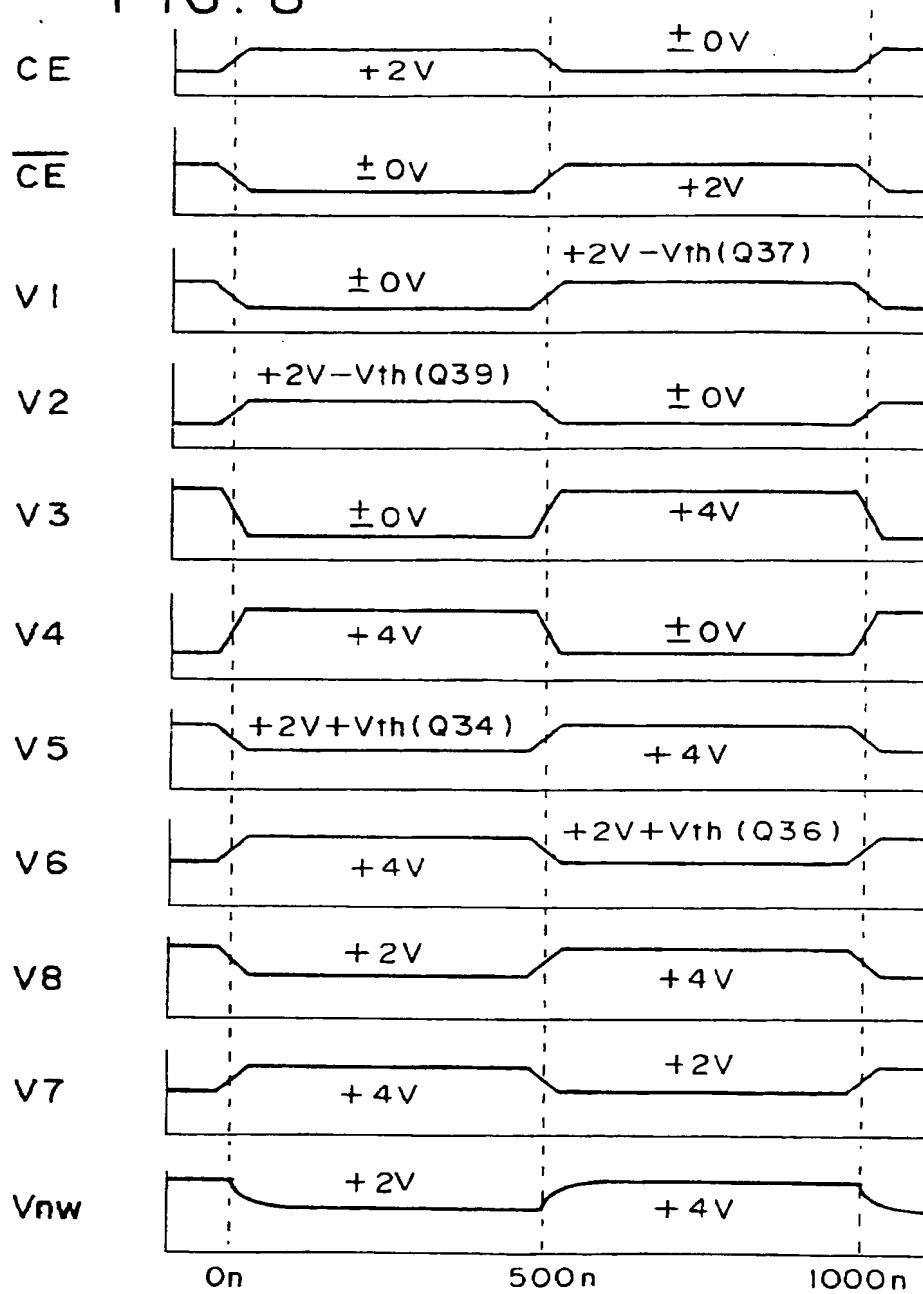 FIG. 8
CE +2V ±0V
C̅E̅ ±0V +2V
V1 ±0V +2V-Vth(Q37)
V2 +2V-Vth(Q39) ±0V
V3 ±0V +4V
V4 +4V ±0V
V5 +2V+Vth(Q34) +4V
V6 +4V +2V+Vth(Q36)
V8 +2V +4V
V7 +4V +2V
Vnw +2V +4V
0n 500n 1000n